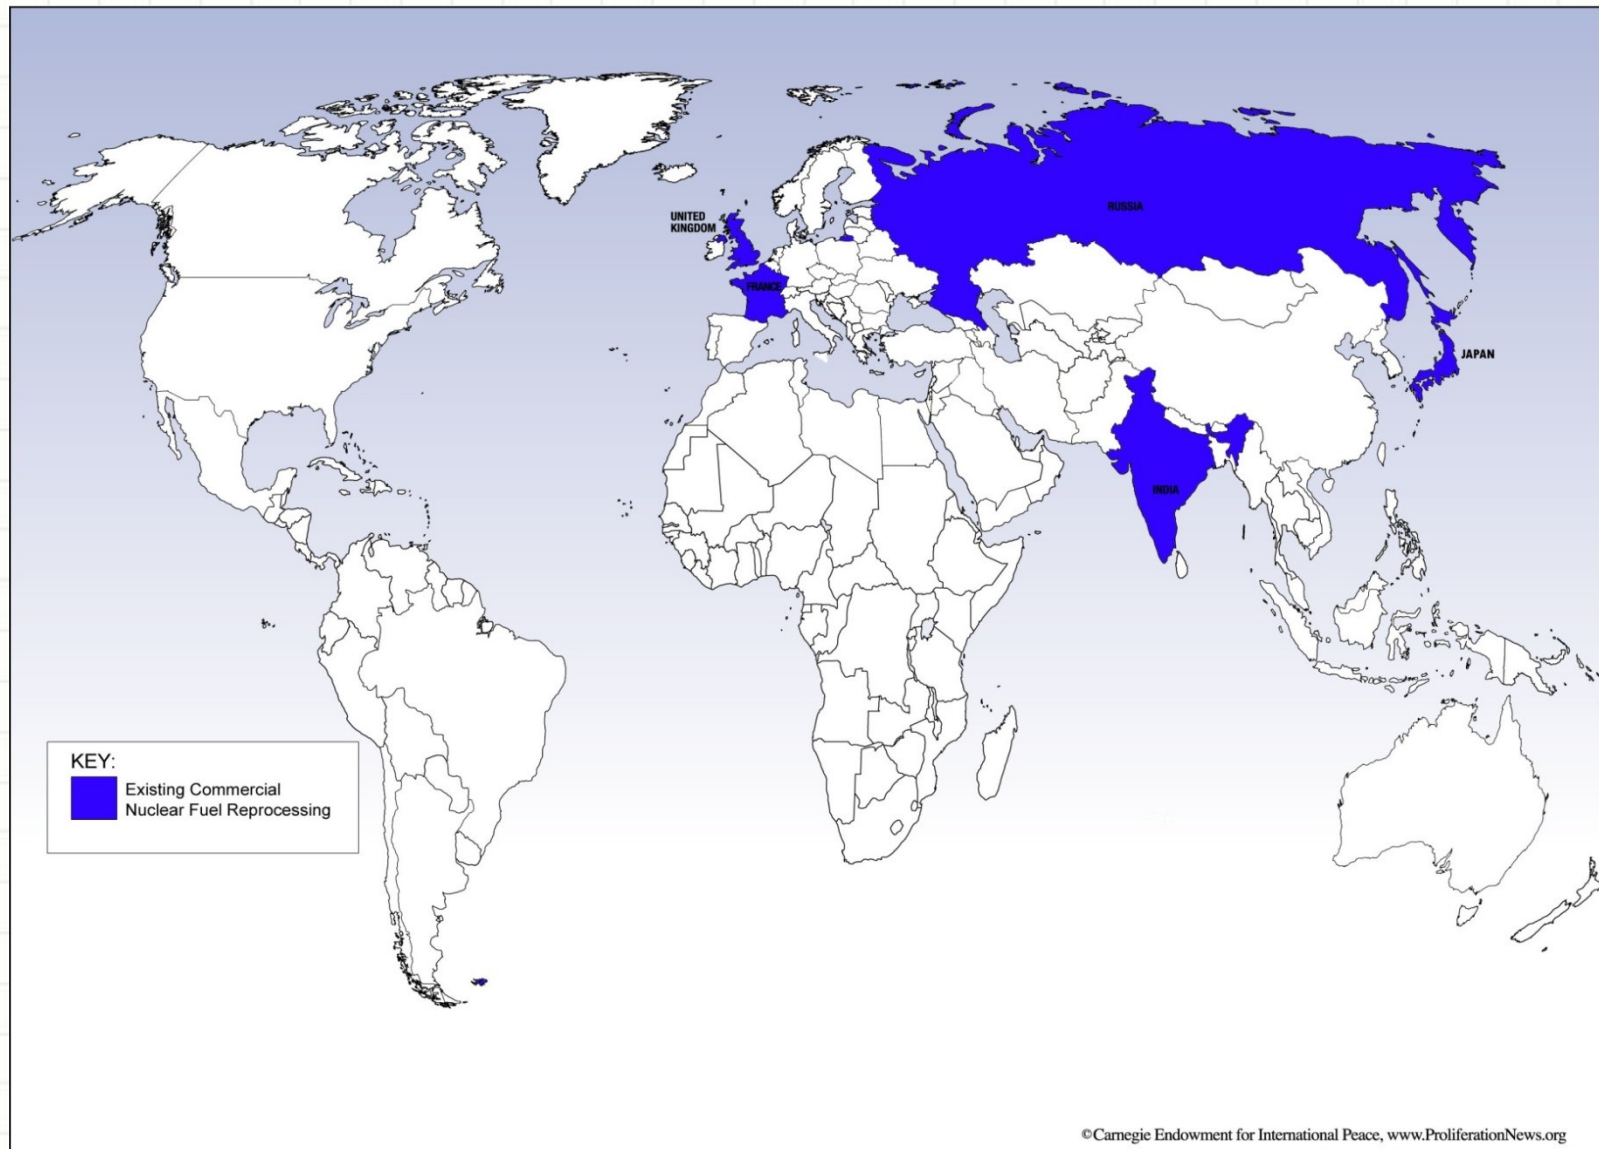 RUSSIA
UNITED
KINGDOM
FRANCE
JAPAN
INDIA
KEY:
Existing Commercial
Nuclear Fuel Reprocessing
©Carnegie Endowment for International Peace, www.ProliferationNews.org